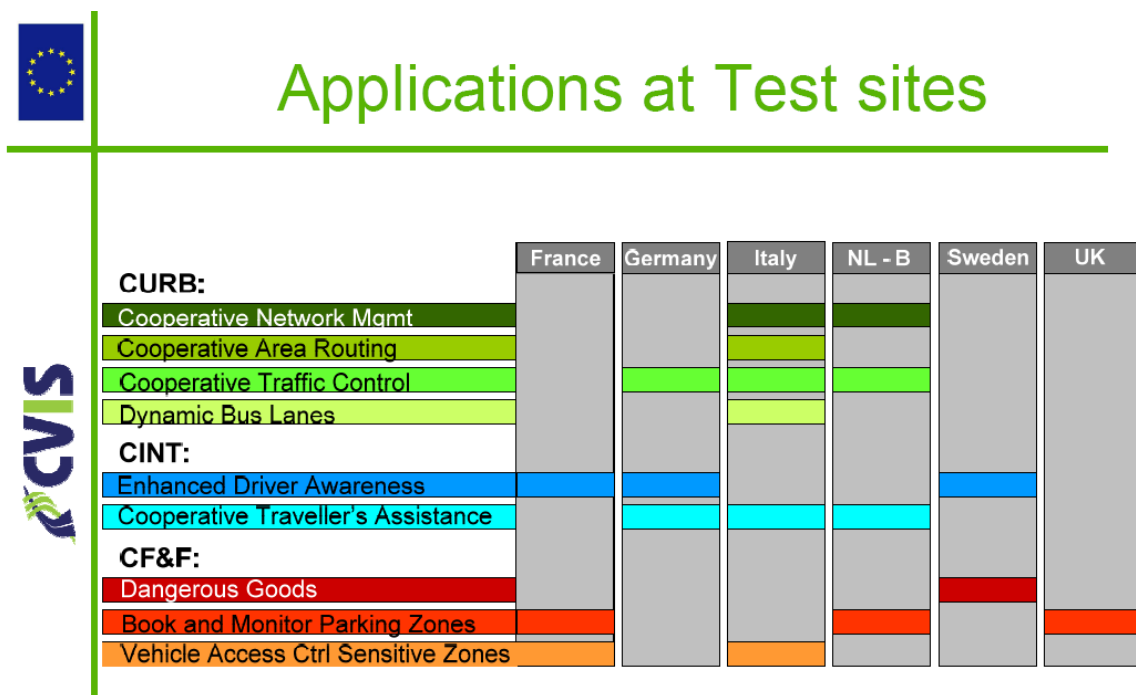 Applications at Test sites
France Germany Italy NL - B Sweden UK
CURB:
Cooperative Network Mgmt
Cooperative Area Routing
Cooperative Traffic Control
Dynamic Bus Lanes
CINT:
Enhanced Driver Awareness
Cooperative Traveller's Assistance
CF&F:
Dangerous Goods
Book and Monitor Parking Zones
Vehicle Access Ctrl Sensitive Zones
CVIS